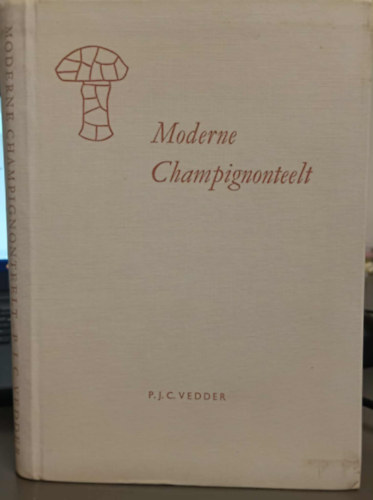 Moderne
Champignonteelt
P. J. C. VEDDER
MODERNE CHAMPIGNONTEELT P. J. C. VEDDER